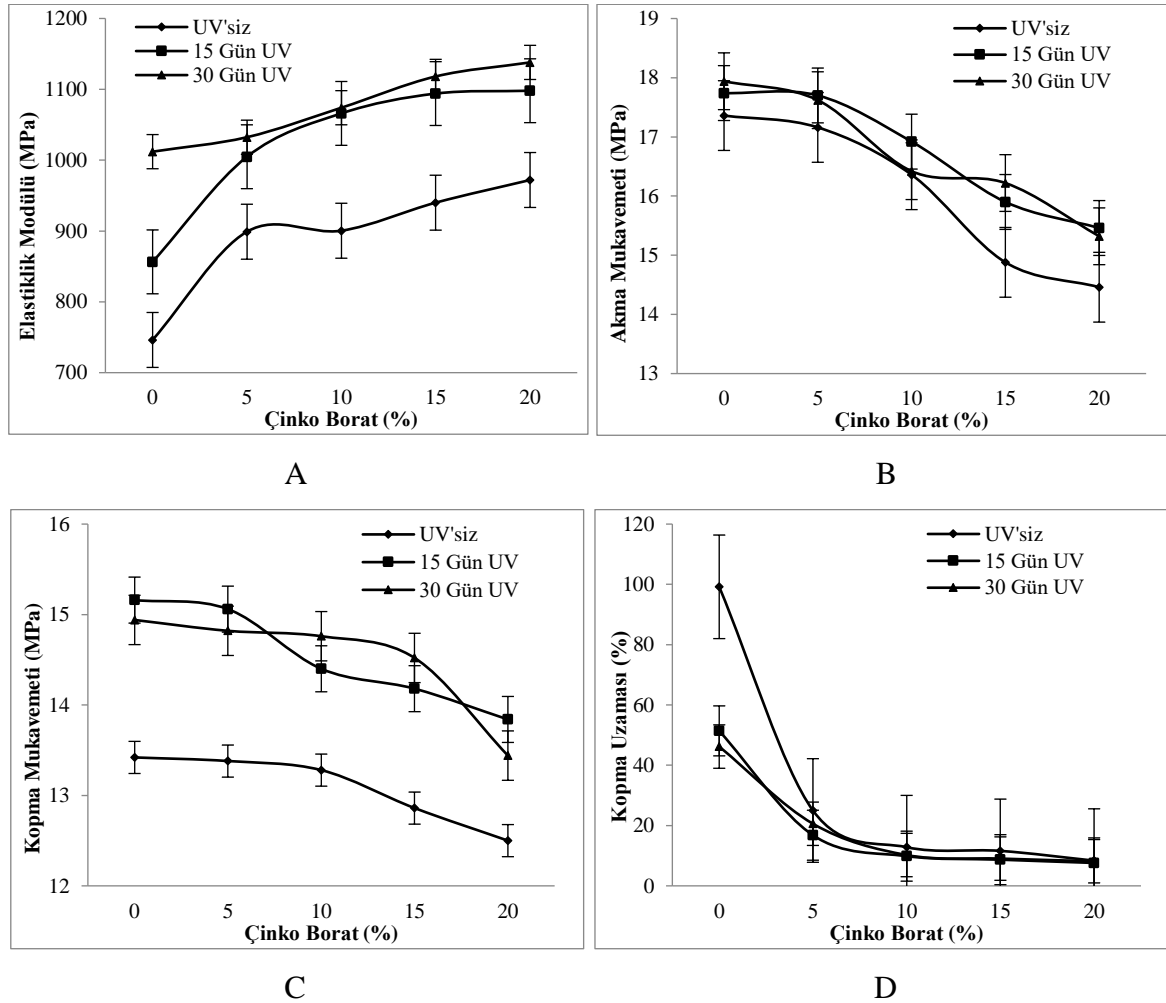 1200
1100
1000
900
800
700
Elastiklik Modülü (MPa)
UV'siz
15 Gün UV
30 Gün UV
0 5 10 15 20
Çinko Borat (%)
A
19
18
17
16
15
14
13
Akma Mukavemeti (MPa)
UV'siz
15 Gün UV
30 Gün UV
0 5 10 15 20
Çinko Borat (%)
B
16
15
14
13
12
Kopma Mukavemeti (MPa)
UV'siz
15 Gün UV
30 Gün UV
0 5 10 15 20
Çinko Borat (%)
C
120
100
80
60
40
20
0
Kopma Uzaması (%)
UV'siz
15 Gün UV
30 Gün UV
0 5 10 15 20
Çinko Borat (%)
D